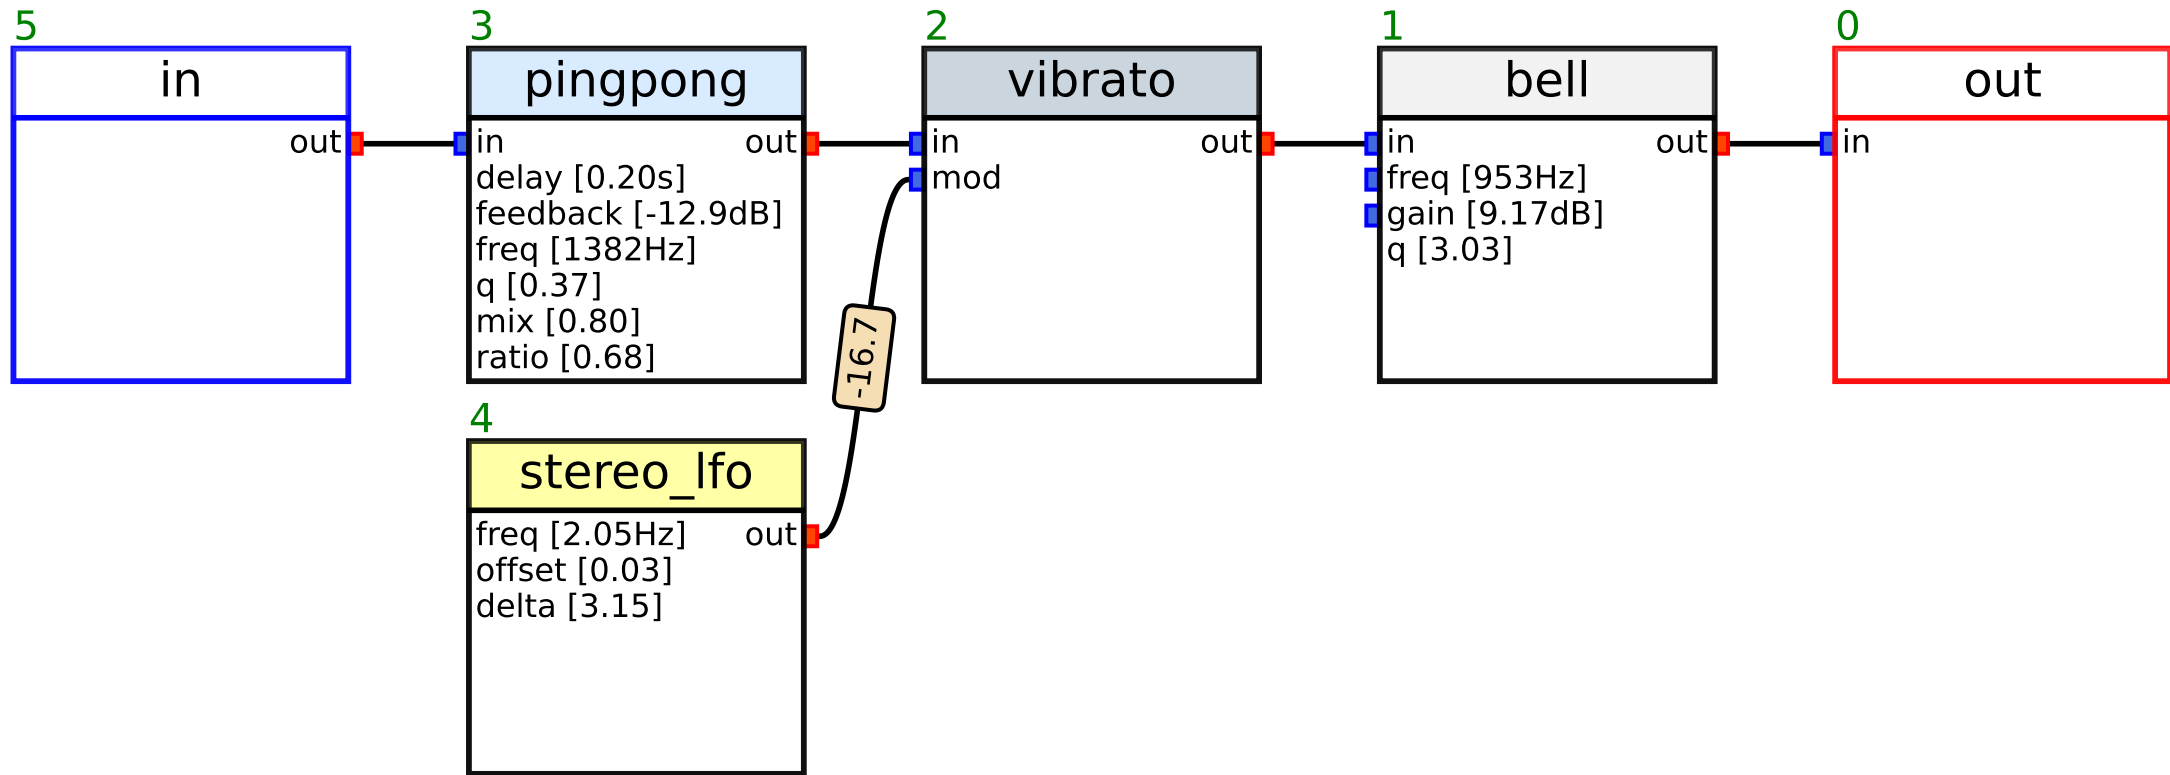 5
in
out
3
pingpong
in out
delay [0.20s]
feedback [-12.9dB]
freq [1382Hz]
q [0.37]
mix [0.80]
ratio [0.68]
4
stereo_lfo
freq [2.05Hz] out
offset [0.03]
delta [3.15]
-16.7
2
vibrato
in out
mod
1
bell
in out
freq [953Hz]
gain [9.17dB]
q [3.03]
0
out
in